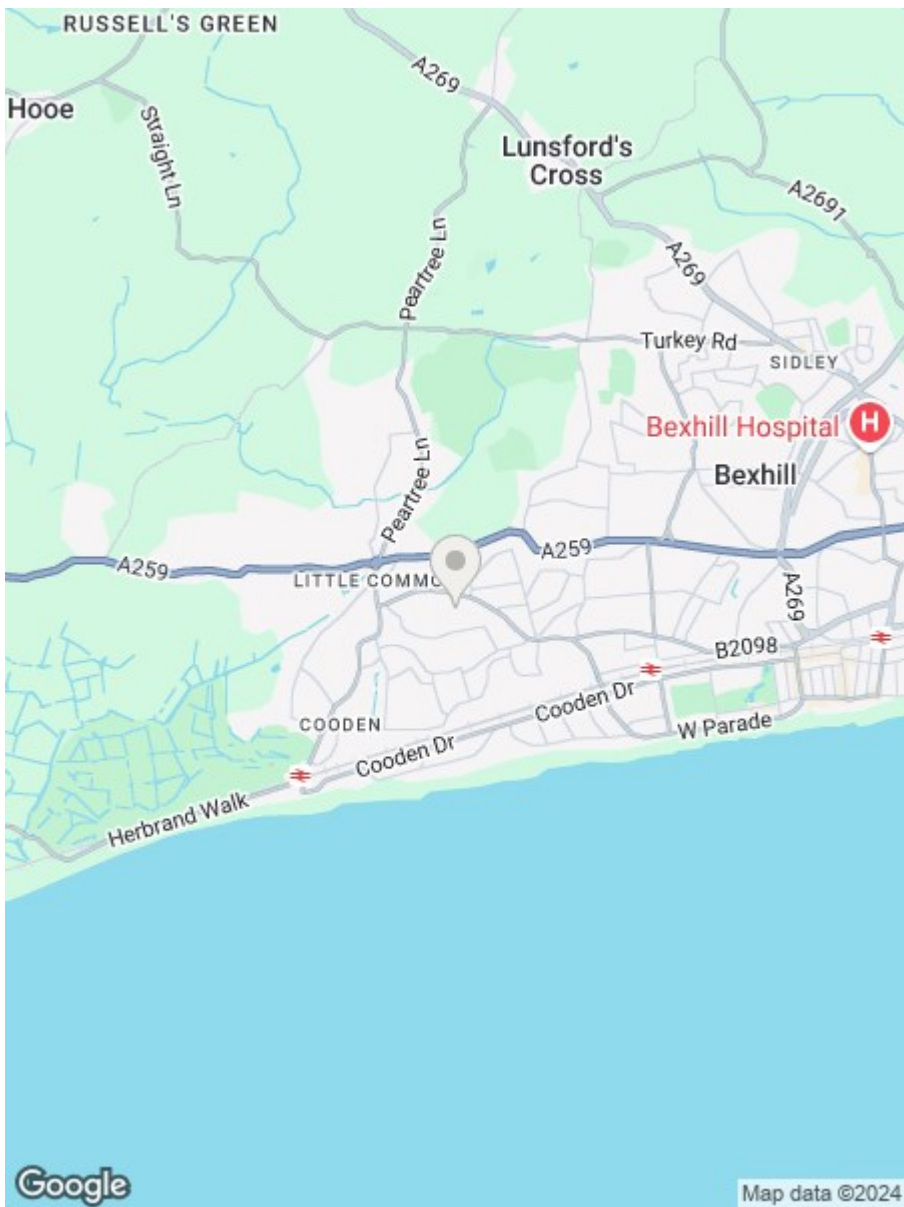 RUSSELL'S GREEN
A269
Hooe
Straight Ln
Lunsford's
Cross
A2691
Peartree Ln
A269
Turkey Rd
SIDLEY
Bexhill Hospital
H
Bexhill
Peartree Ln
A259
A259
LITTLE COMMO
A269
B2098
Cooden Dr
COODEN
W Parade
Cooden Dr
Herbrand Walk
Google
Map data ©2024